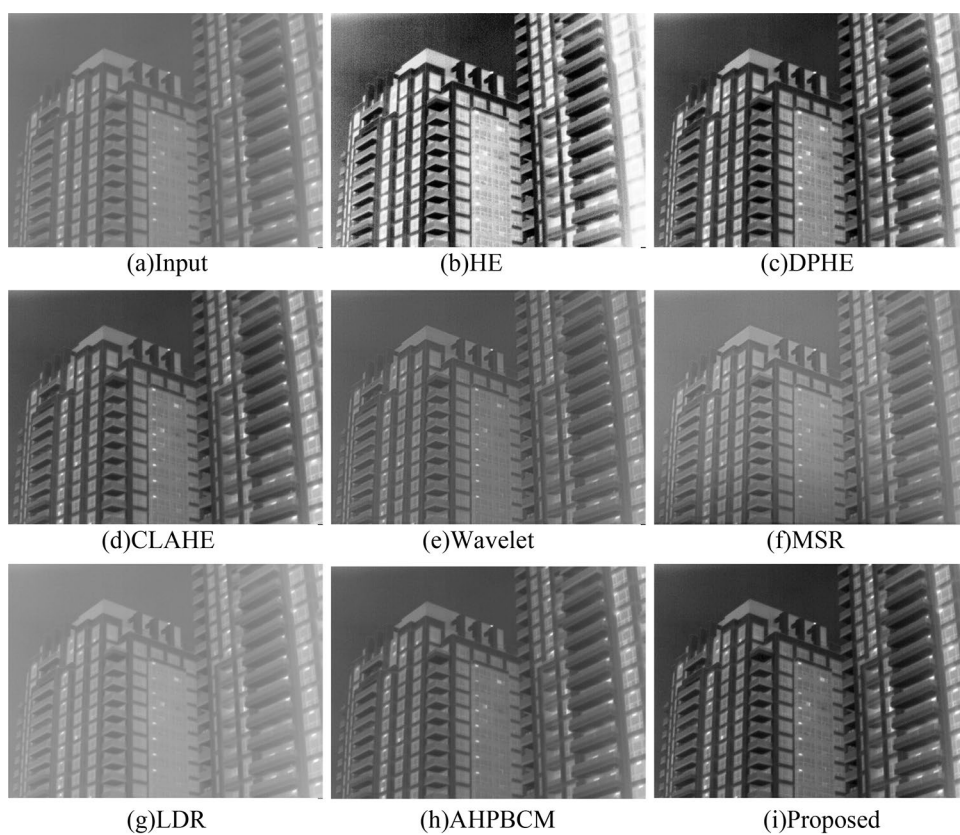 (a)Input
(b)HE
(c)DPHE
(d)CLAHE
(e)Wavelet
(f)MSR
(g)LDR
(h)AHPBCM
(i)Proposed